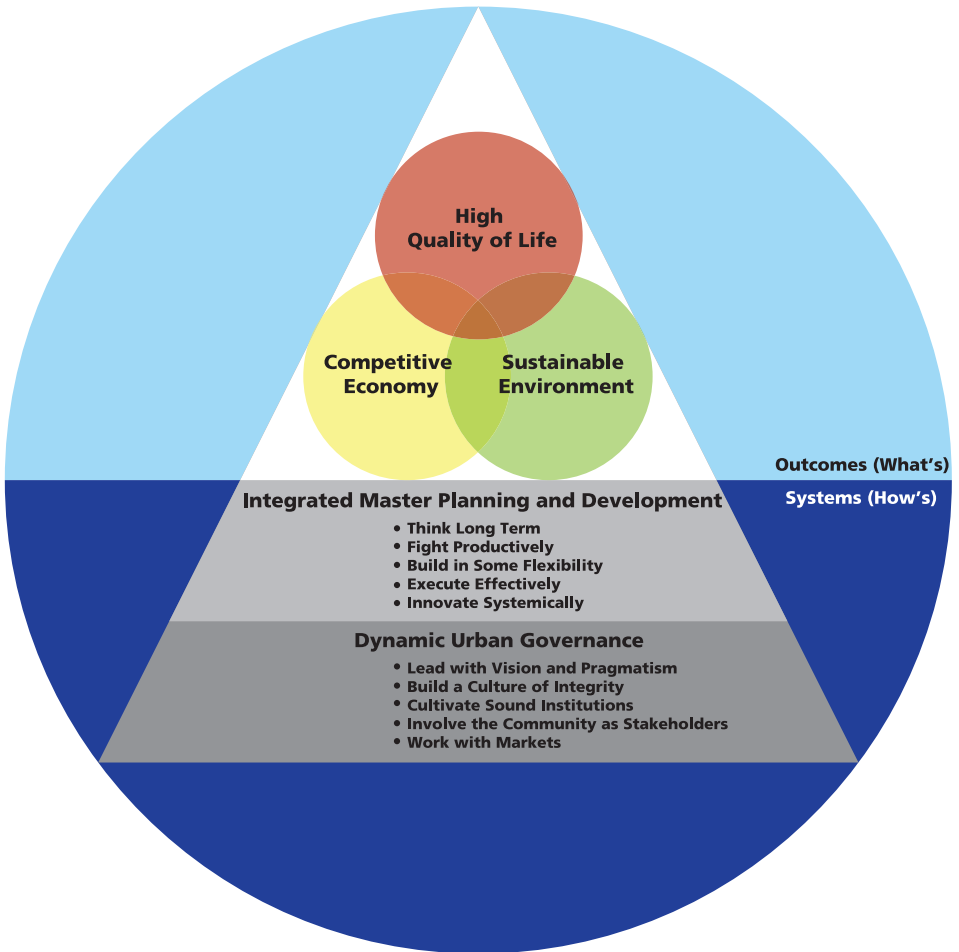 High
Quality of Life
Competitive
Economy
Sustainable
Environment
Outcomes (What's)
Systems (How's)
Integrated Master Planning and Development
• Think Long Term
• Fight Productively
• Build in Some Flexibility
• Execute Effectively
• Innovate Systemically
Dynamic Urban Governance
• Lead with Vision and Pragmatism
• Build a Culture of Integrity
• Cultivate Sound Institutions
• Involve the Community as Stakeholders
• Work with Markets